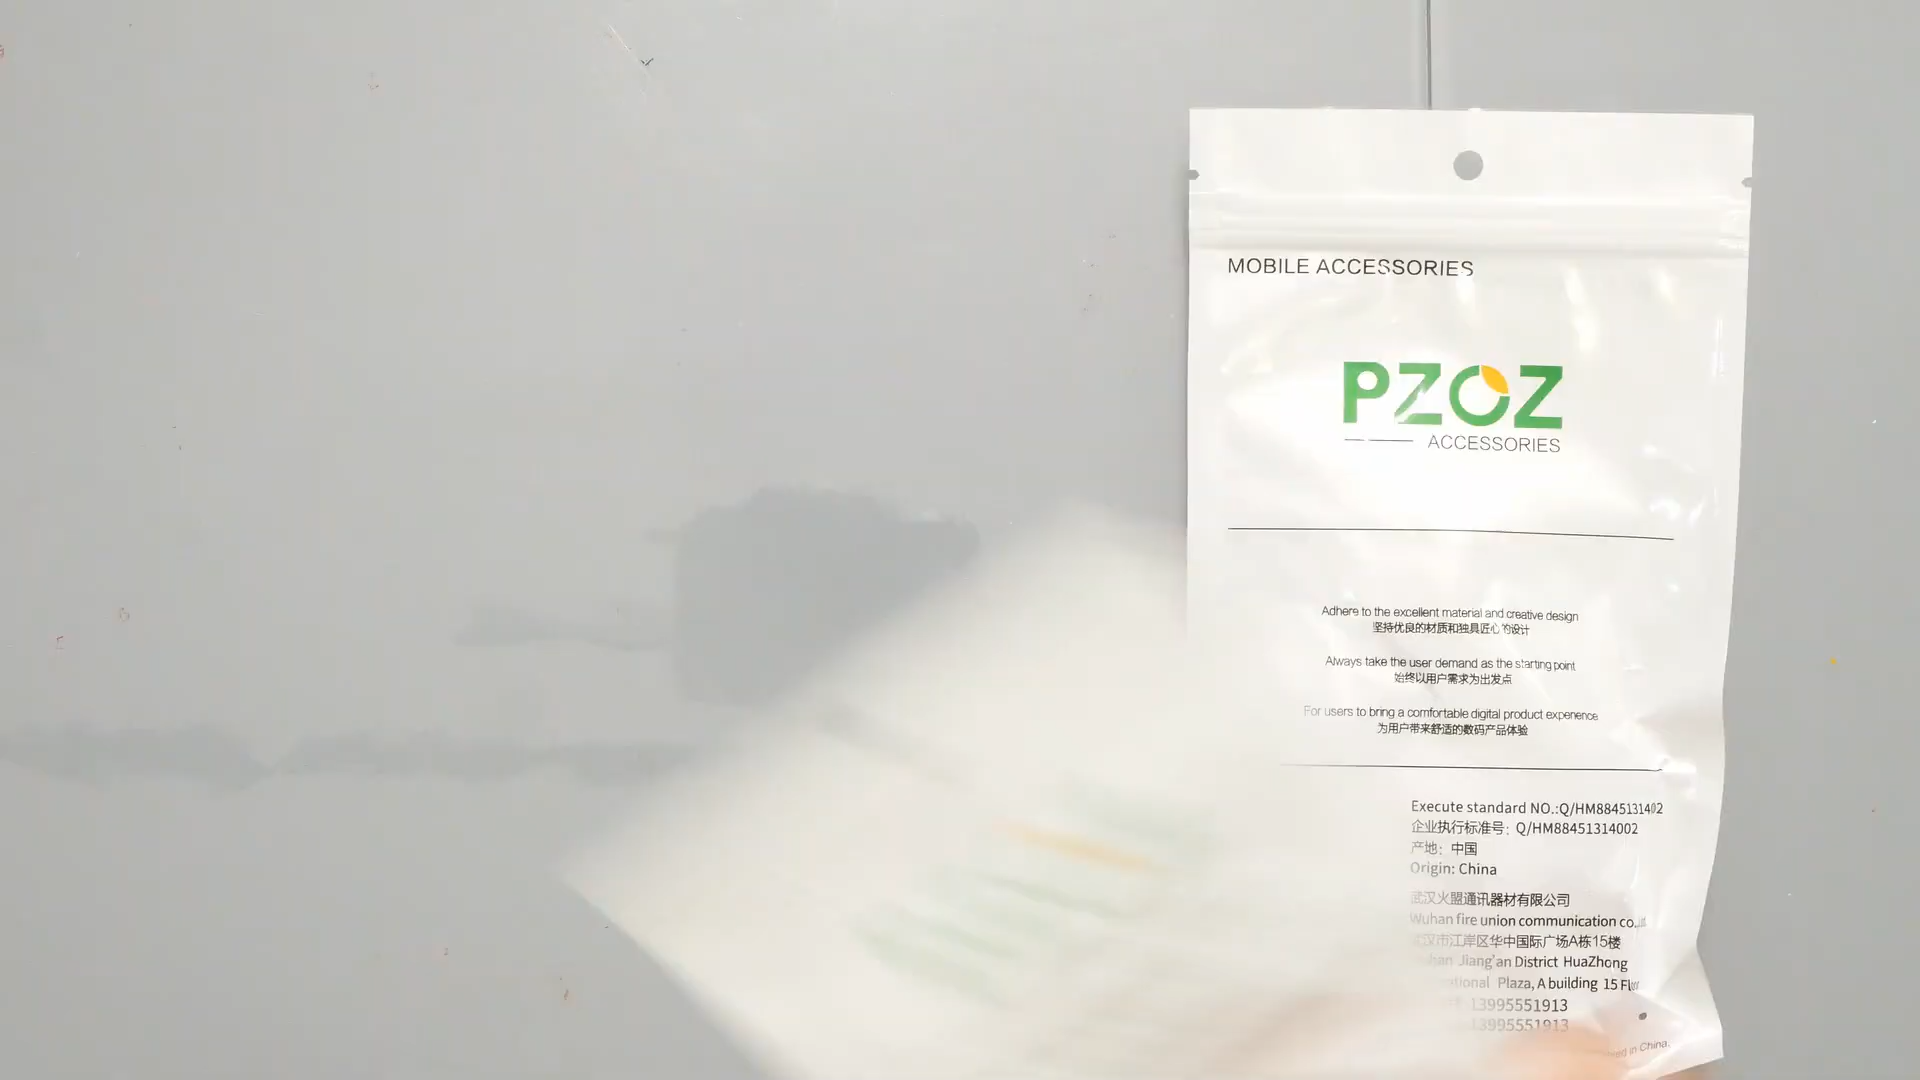 MOBILE ACCESSORIES
PZOZ
ACCESSORIES
Adhere to the excellent material and creative design
坚持优良的材质和独具匠心的设计
Always take the user demand as the starting point
始终以用户需求为出发点
For users to bring a comfortable digital product experience
为用户带来舒适的数码产品体验
Execute standard NO.:Q/HM8845131402
企业执行标准号：Q/HM88451314002
产地：中国
Origin: China
武汉火盟通讯器材有限公司
Wuhan fire union communication
武汉市江岸区华中国际广场A栋15楼
Jiang'an District HuaZhong
Plaza, A building 15
13995551913
13995551913
in China.